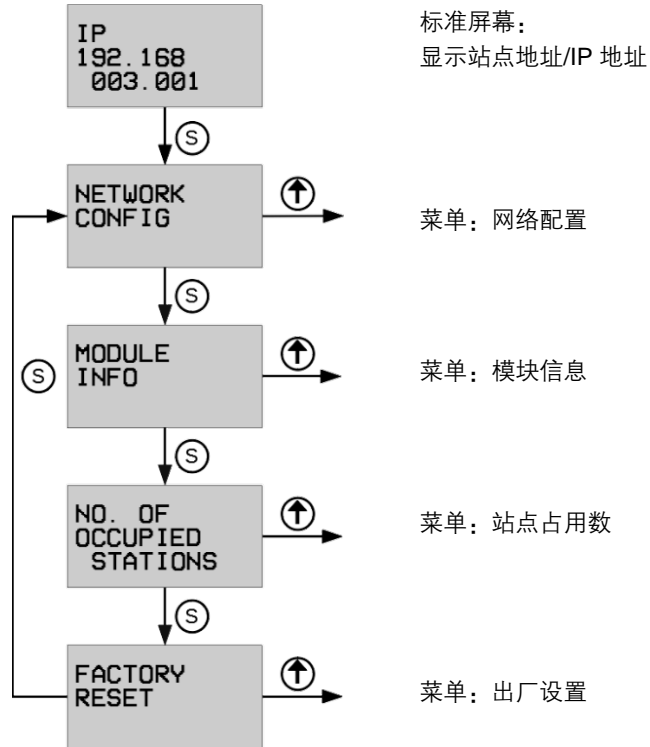 IP
192.168
003.001
标准屏幕：
显示站点地址/IP 地址
S
NETWORK
CONFIG
菜单：网络配置
S
MODULE
INFO
菜单：模块信息
S
S
NO. OF
OCCUPIED
STATIONS
菜单：站点占用数
S
FACTORY
RESET
菜单：出厂设置